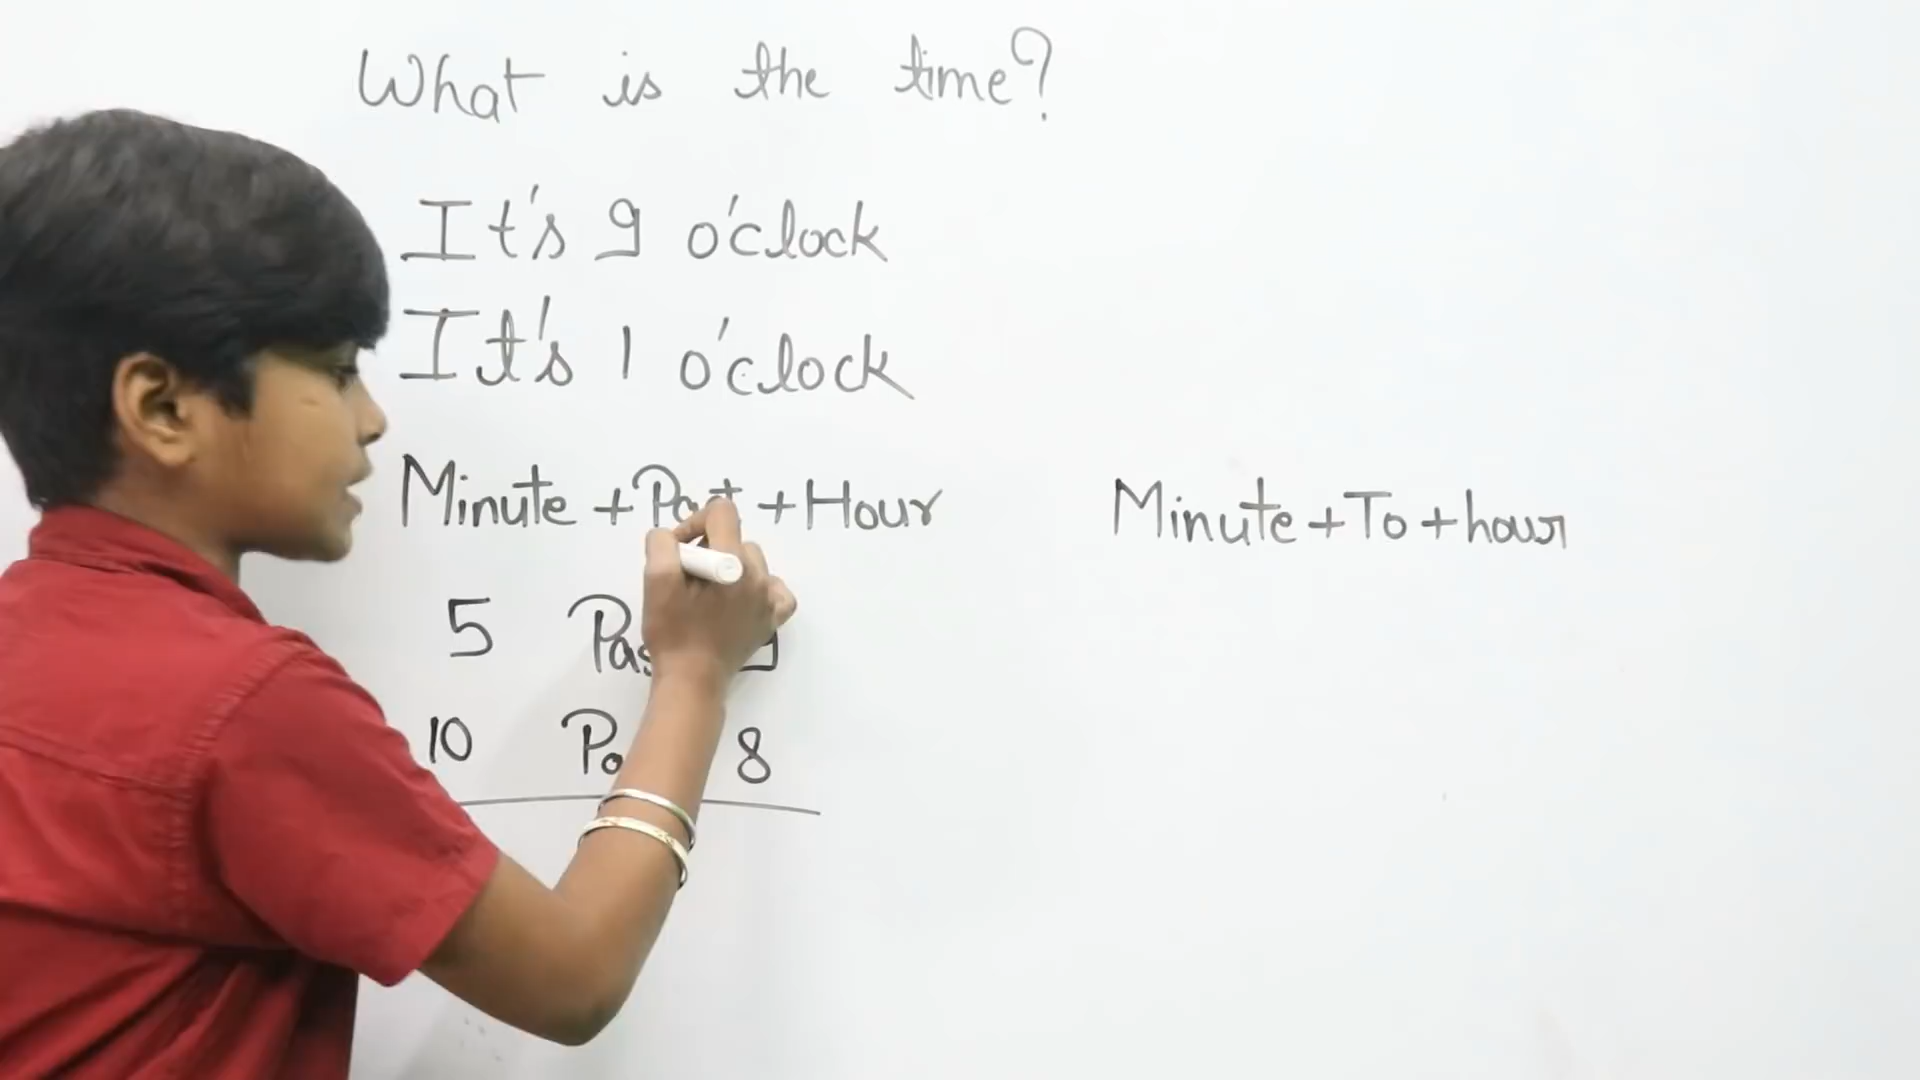 What is the time?
It's 9 o'clock
It's 1 o'clock
Minute + Past + Hour
Minute + To + hour
5
10 8